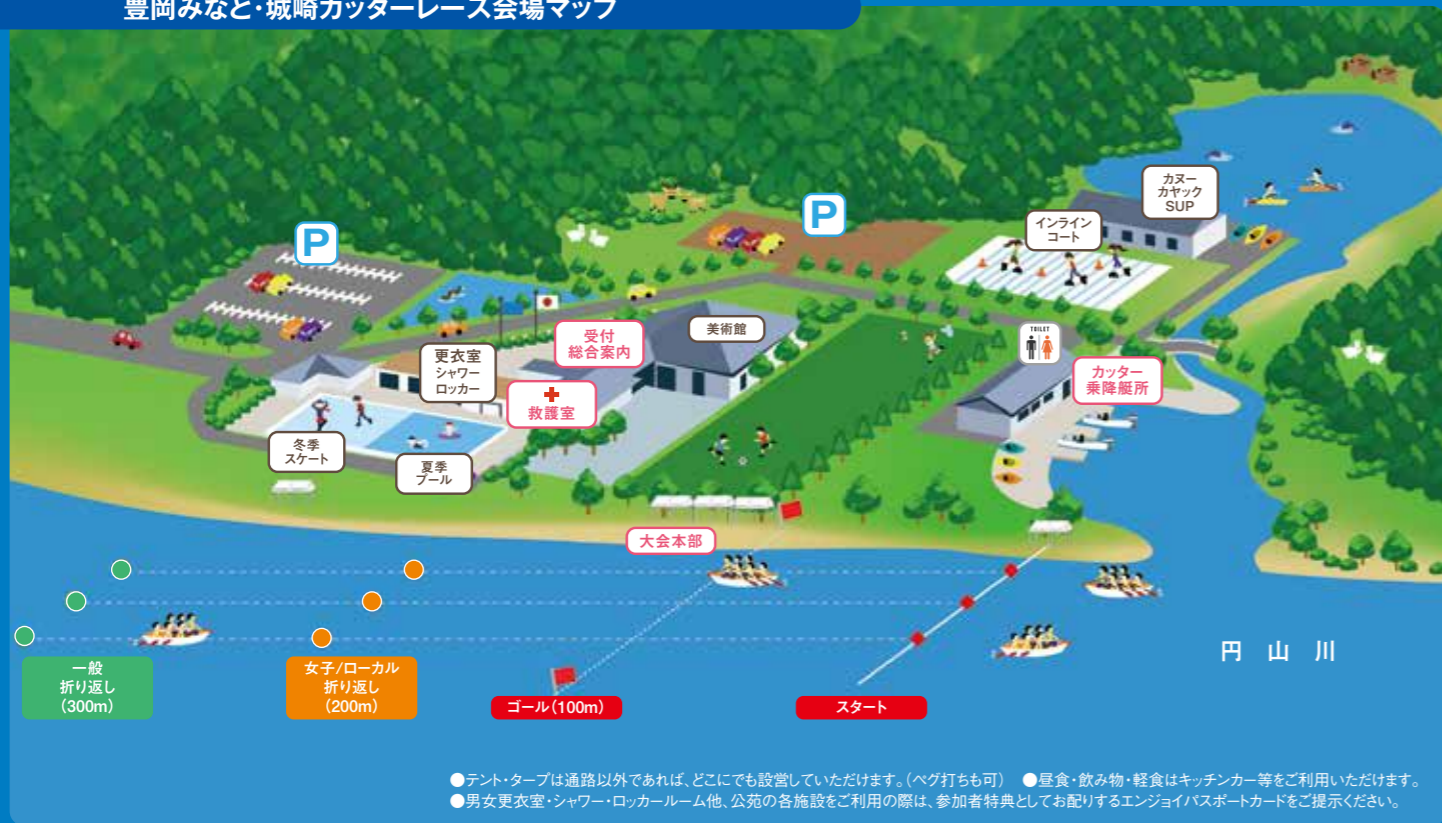 豊岡みなと・城崎カッターレース会場マップ
P
P
カヌー
カヤック
SUP
インライン
コート
TOILET
カッター
乗降艇所
美術館
受付
総合案内
更衣室
シャワー
ロッカー
救護室
冬季
スケート
夏季
プール
大会本部
円山川
一般
折り返し
(300m)
女子/ローカル
折り返し
(200m)
ゴール(100m)
スタート
●テント・タープは通路以外であれば、どこにでも設営していただけます。(ペグ打ちも可) ●昼食・飲み物・軽食はキッチンカー等をご利用いただけます。
●男女更衣室・シャワー・ロッカールーム他、公苑の各施設をご利用の際は、参加者特典としてお配りするエンジョイパスポートカードをご提示ください。